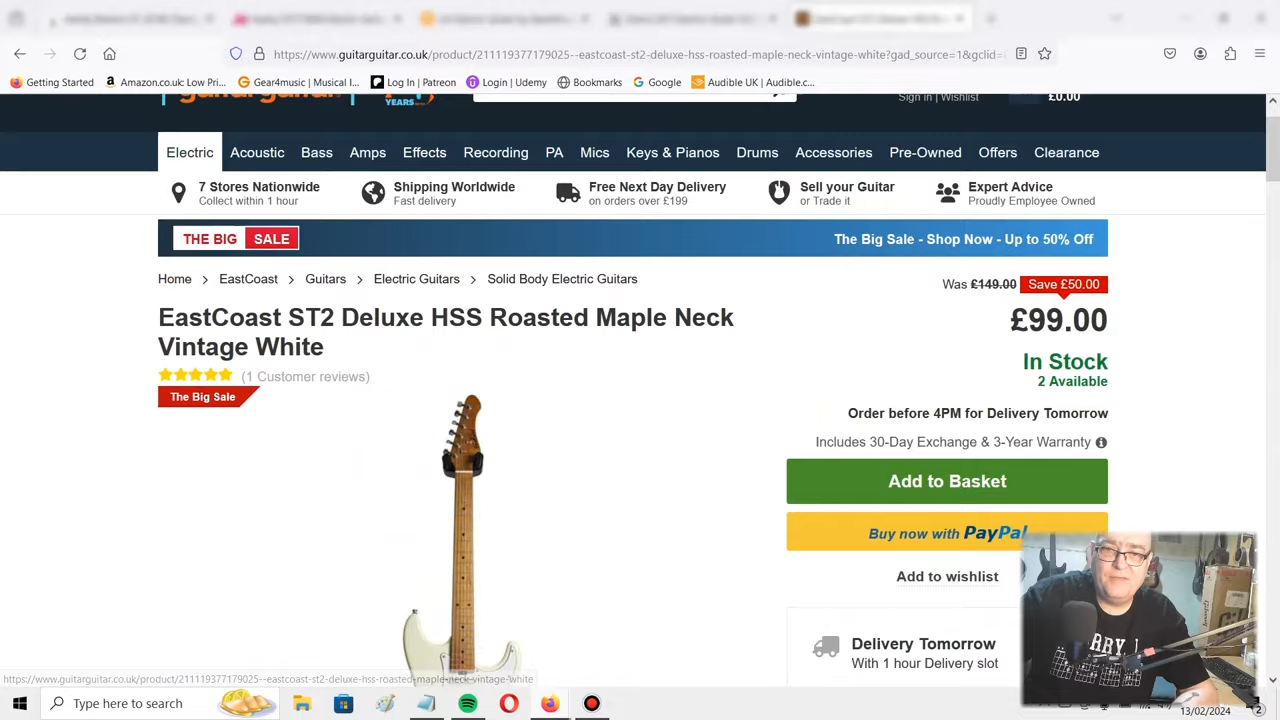 https://www.guitarguitar.co.uk/product/211119377179025--eastcoast-st2-deluxe-hss-roasted-maple-neck-vintage-white?gad_source=1&gclid=
Getting Started
Amazon.co.uk: Low Pri...
Gear4music | Musical I...
Log In | Patreon
Login | Udemy
Bookmarks
Google
Audible UK | Audible.c...
guitarguitar
YEARS
Sign in | Wishlist
£0.00
Electric
Acoustic
Bass
Amps
Effects
Recording
PA
Mics
Keys & Pianos
Drums
Accessories
Pre-Owned
Offers
Clearance
7 Stores Nationwide
Collect within 1 hour
Shipping Worldwide
Fast delivery
Free Next Day Delivery
on orders over £199
Sell your Guitar
or Trade it
Expert Advice
Proudly Employee Owned
THE BIG SALE
The Big Sale - Shop Now - Up to 50% Off
Home > EastCoast > Guitars > Electric Guitars > Solid Body Electric Guitars
Was £149.00 Save £50.00
£99.00
EastCoast ST2 Deluxe HSS Roasted Maple Neck
Vintage White
(1 Customer reviews)
The Big Sale
In Stock
2 Available
Order before 4PM for Delivery Tomorrow
Includes 30-Day Exchange & 3-Year Warranty
Add to Basket
Buy now with PayPal
Add to wishlist
Delivery Tomorrow
With 1 hour Delivery slot
https://www.guitarguitar.co.uk/product/211119377179025--eastcoast-st2-deluxe-hss-roasted-maple-neck-vintage-white
Type here to search
13/02/2024
2